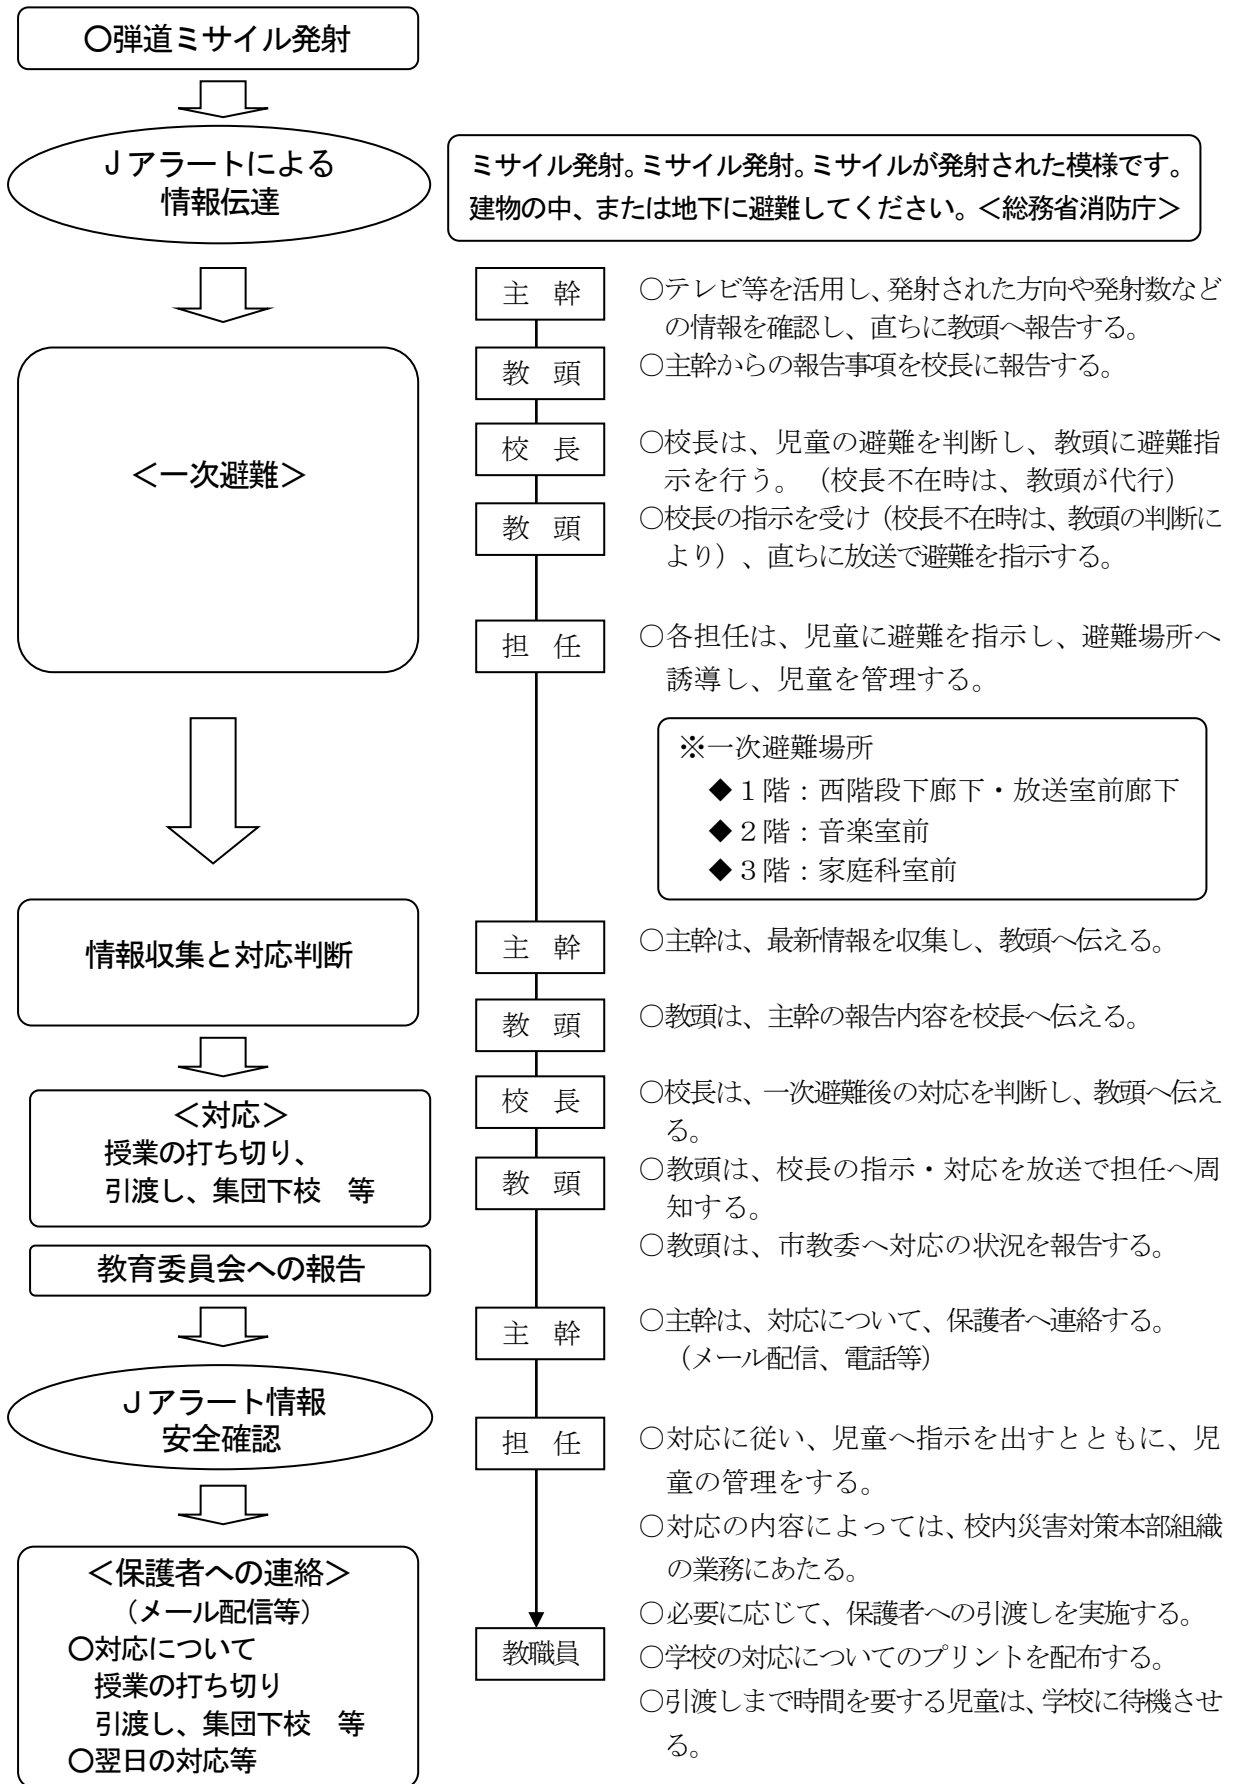 〇弾道ミサイル発射
Ｊアラートによる
情報伝達
ミサイル発射。ミサイル発射。ミサイルが発射された模様です。
建物の中、または地下に避難してください。＜総務省消防庁＞
主　幹
〇テレビ等を活用し、発射された方向や発射数など
の情報を確認し、直ちに教頭へ報告する。
教　頭
〇主幹からの報告事項を校長に報告する。
＜一次避難＞
校　長
〇校長は、児童の避難を判断し、教頭に避難指
示を行う。（校長不在時は、教頭が代行）
教　頭
〇校長の指示を受け（校長不在時は、教頭の判断に
より）、直ちに放送で避難を指示する。
担　任
〇各担任は、児童に避難を指示し、避難場所へ
誘導し、児童を管理する。
※一次避難場所
◆１階：西階段下廊下・放送室前廊下
◆２階：音楽室前
◆３階：家庭科室前
情報収集と対応判断
主　幹
〇主幹は、最新情報を収集し、教頭へ伝える。
教　頭
〇教頭は、主幹の報告内容を校長へ伝える。
＜対応＞
授業の打ち切り、
引渡し、集団下校　等
校　長
〇校長は、一次避難後の対応を判断し、教頭へ伝え
る。
教　頭
〇教頭は、校長の指示・対応を放送で担任へ周
知する。
〇教頭は、市教委へ対応の状況を報告する。
教育委員会への報告
主　幹
〇主幹は、対応について、保護者へ連絡する。
（メール配信、電話等）
Ｊアラート情報
安全確認
担　任
〇対応に従い、児童へ指示を出すとともに、児
童の管理をする。
〇対応の内容によっては、校内災害対策本部組織
の業務にあたる。
〇必要に応じて、保護者への引渡しを実施する。
教職員
〇学校の対応についてのプリントを配布する。
〇引渡しまで時間を要する児童は、学校に待機させ
る。
＜保護者への連絡＞
（メール配信等）
〇対応について
授業の打ち切り
引渡し、集団下校　等
〇翌日の対応等